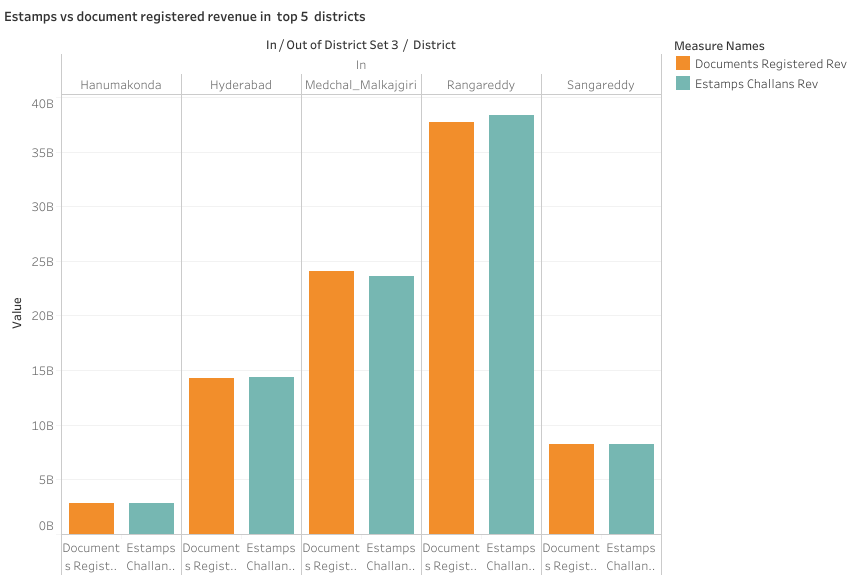 Estamps vs document registered revenue in top 5 districts
In / Out of District Set 3 / District
In
Hanumakonda
Hyderabad
Medchal_Malkajgiri
Rangareddy
Sangareddy
Measure Names
Documents Registered Rev
Estamps Challans Rev
Value
40B
35B
30B
25B
20B
15B
10B
5B
0B
Document
s Regist..
Estamps
Challan..
Document
s Regist..
Estamps
Challan..
Document
s Regist..
Estamps
Challan..
Document
s Regist..
Estamps
Challan..
Document
s Regist..
Estamps
Challan..